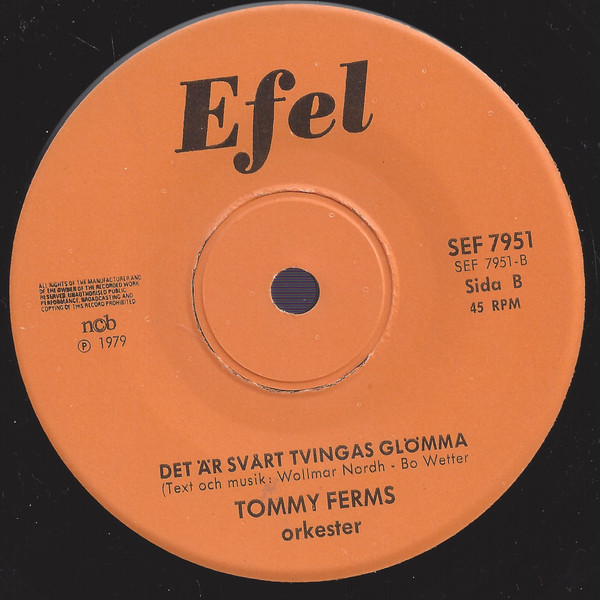 Efel
SEF 7951
SEF 7951-B
Sida B
45 RPM
ALL RIGHTS OF THE MANUFACTURER AND
OF THE OWNER OF THE RECORDED WORK
RESERVED. UNAUTHORISED PUBLIC
PERFORMANCE, BROADCASTING AND
COPYING OF THIS RECORD PROHIBITED
ncb
Ⓟ 1979
DET ÄR SVÅRT TVINGAS GLÖMMA
(Text och musik: Wollmar Nordh - Bo Wetter
TOMMY FERMS
orkester